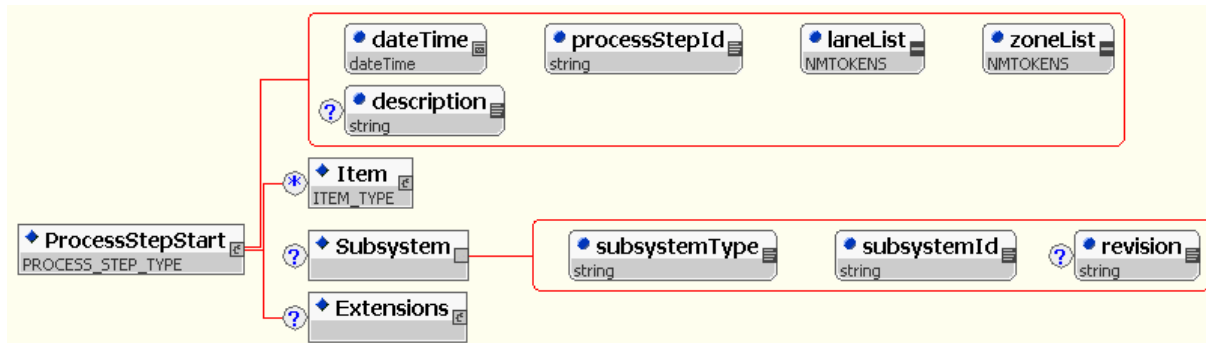 dateTime
dateTime
processStepId
string
laneList
NMTOKENS
zoneList
NMTOKENS
?
description
string
*
Item
ITEM_TYPE
ProcessStepStart
PROCESS_STEP_TYPE
?
Subsystem
subsystemType
string
subsystemId
string
?
revision
string
?
Extensions